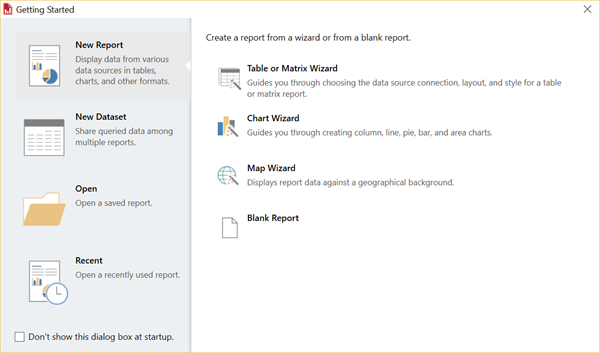 Getting Started
New Report
Display data from various
data sources in tables,
charts, and other formats.
New Dataset
Share queried data among
multiple reports.
Open
Open a saved report.
Recent
Open a recently used report.
Don't show this dialog box at startup.
Create a report from a wizard or from a blank report.
Table or Matrix Wizard
Guides you through choosing the data source connection, layout, and style for a table
or matrix report.
Chart Wizard
Guides you through creating column, line, pie, bar, and area charts.
Map Wizard
Displays report data against a geographical background.
Blank Report